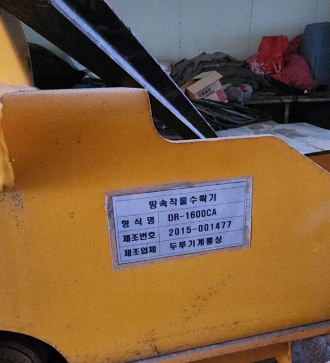 땅속작물수확기
형식명 DR-1600CA
제조번호 2015-001477
제조업체 두루기계통상